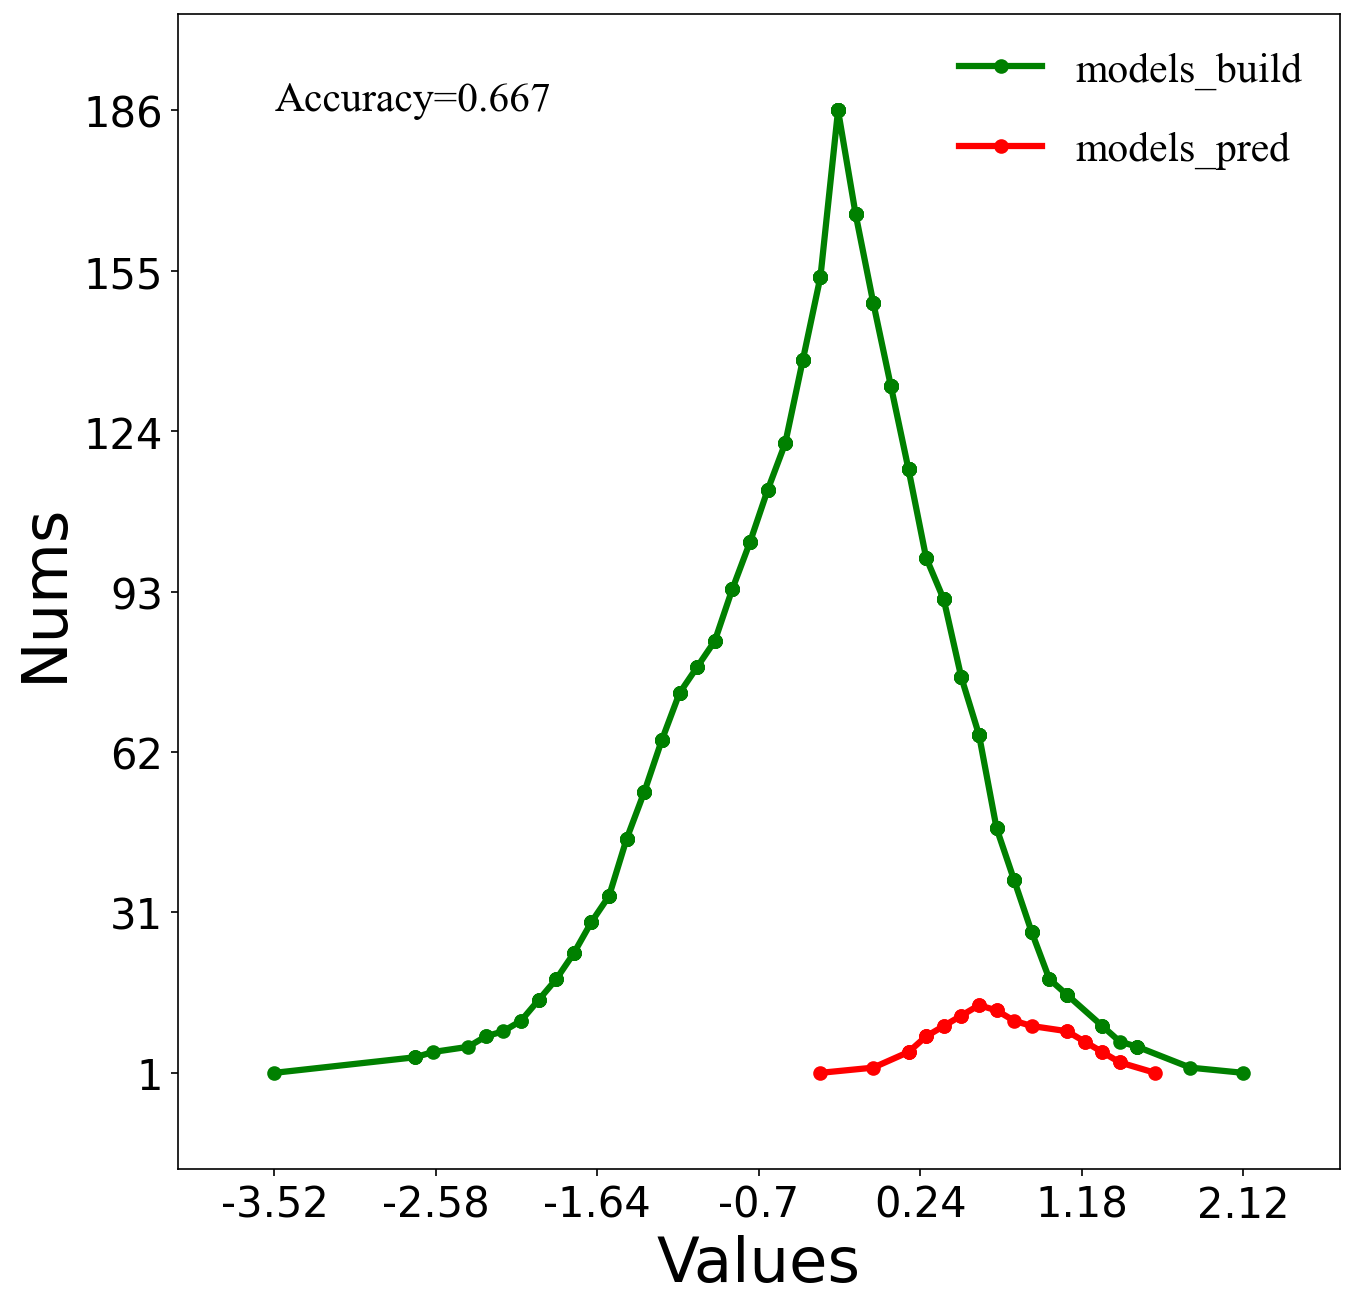 Accuracy=0.667
models_build
models_pred
186
155
124
93
62
31
1
Nums
-3.52
-2.58
-1.64
-0.7
0.24
1.18
2.12
Values